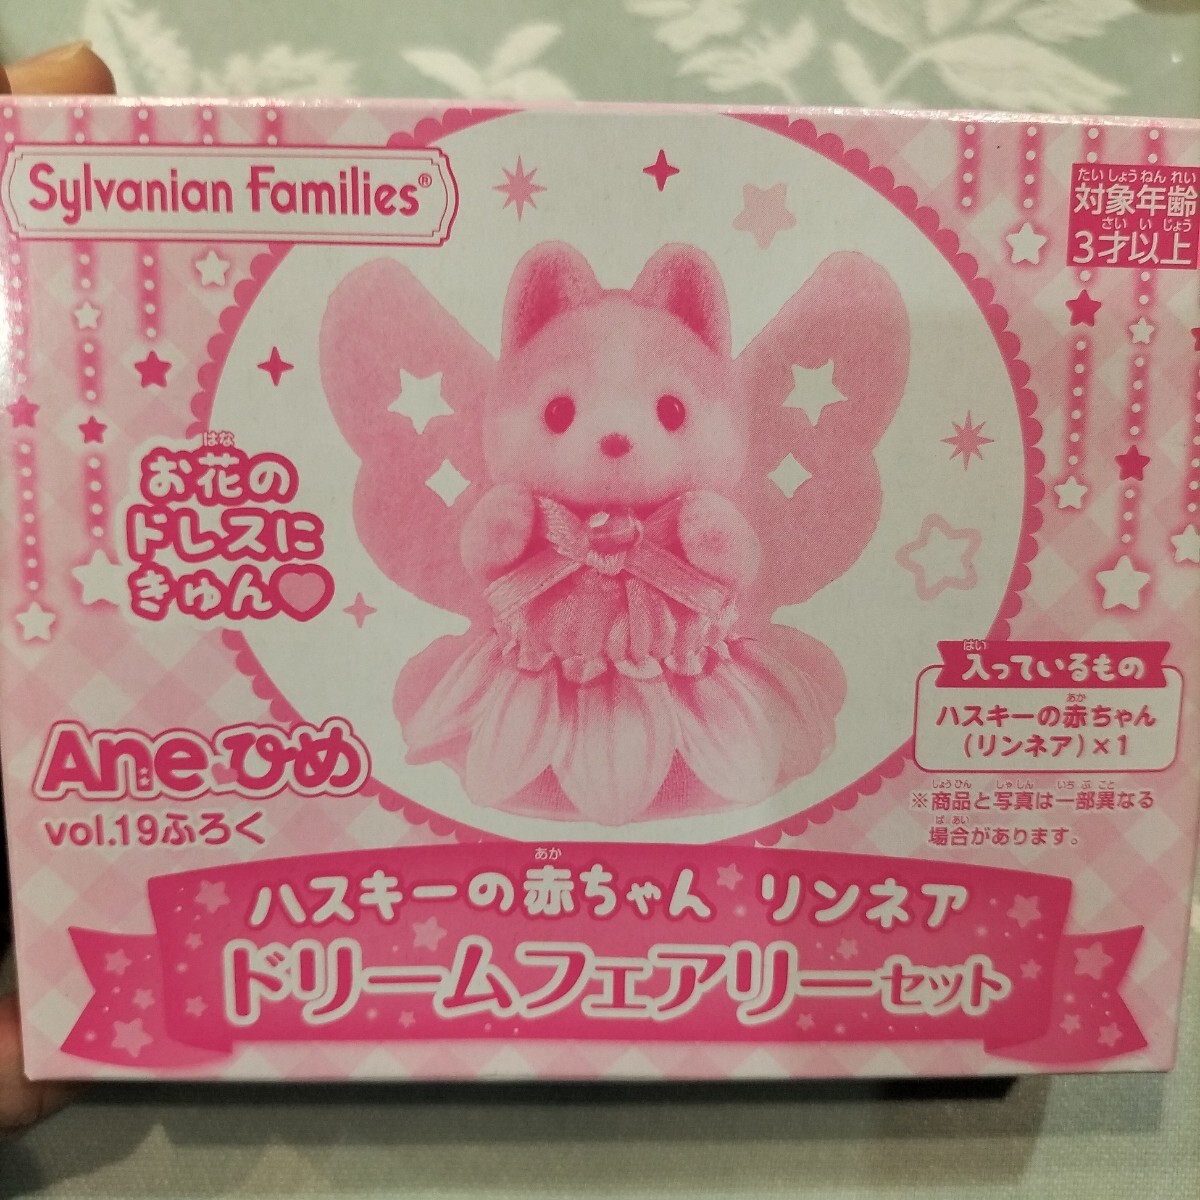 Sylvanian Families®
たいしょうねんれい
対象年齢
さいいじょう
3才以上
はな
お花の
ドレスに
きゅん♥
はい
入っているもの
あか
ハスキーの赤ちゃん
(リンネア)×1
しょうひん しゃしん いちぶこと
※商品と写真は一部異なる
ばあい
場合があります。
Aneひめ
vol.19ふろく
あか
ハスキーの赤ちゃん リンネア
ドリームフェアリーセット